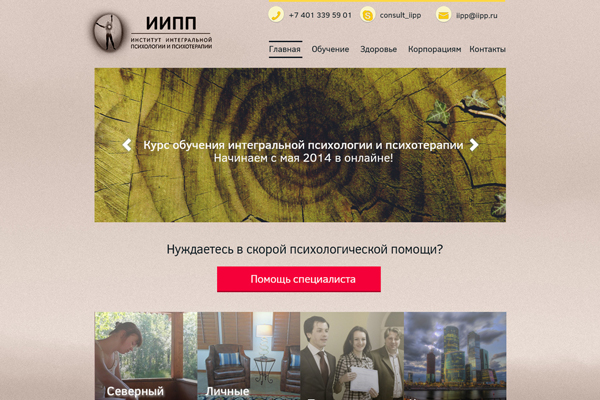 +7 401 339 59 01 consult_iipp iipp@iipp.ru
ИИПП
ИНСТИТУТ ИНТЕГРАЛЬНОЙ
ПСИХОЛОГИИ И ПСИХОТЕРАПИИ
Главная Обучение Здоровье Корпорациям Контакты
Курс обучения интегральной психологии и психотерапии
Начинаем с мая 2014 в онлайне!
Нуждаетесь в скорой психологической помощи?
Помощь специалиста
Северный
Личные